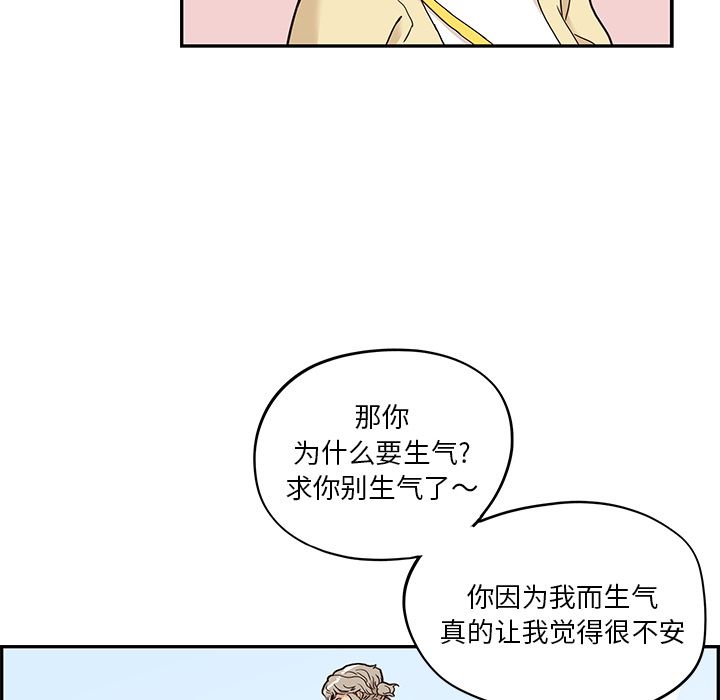 那你
为什么要生气?
求你别生气了～
你因为我而生气
真的让我觉得很不安